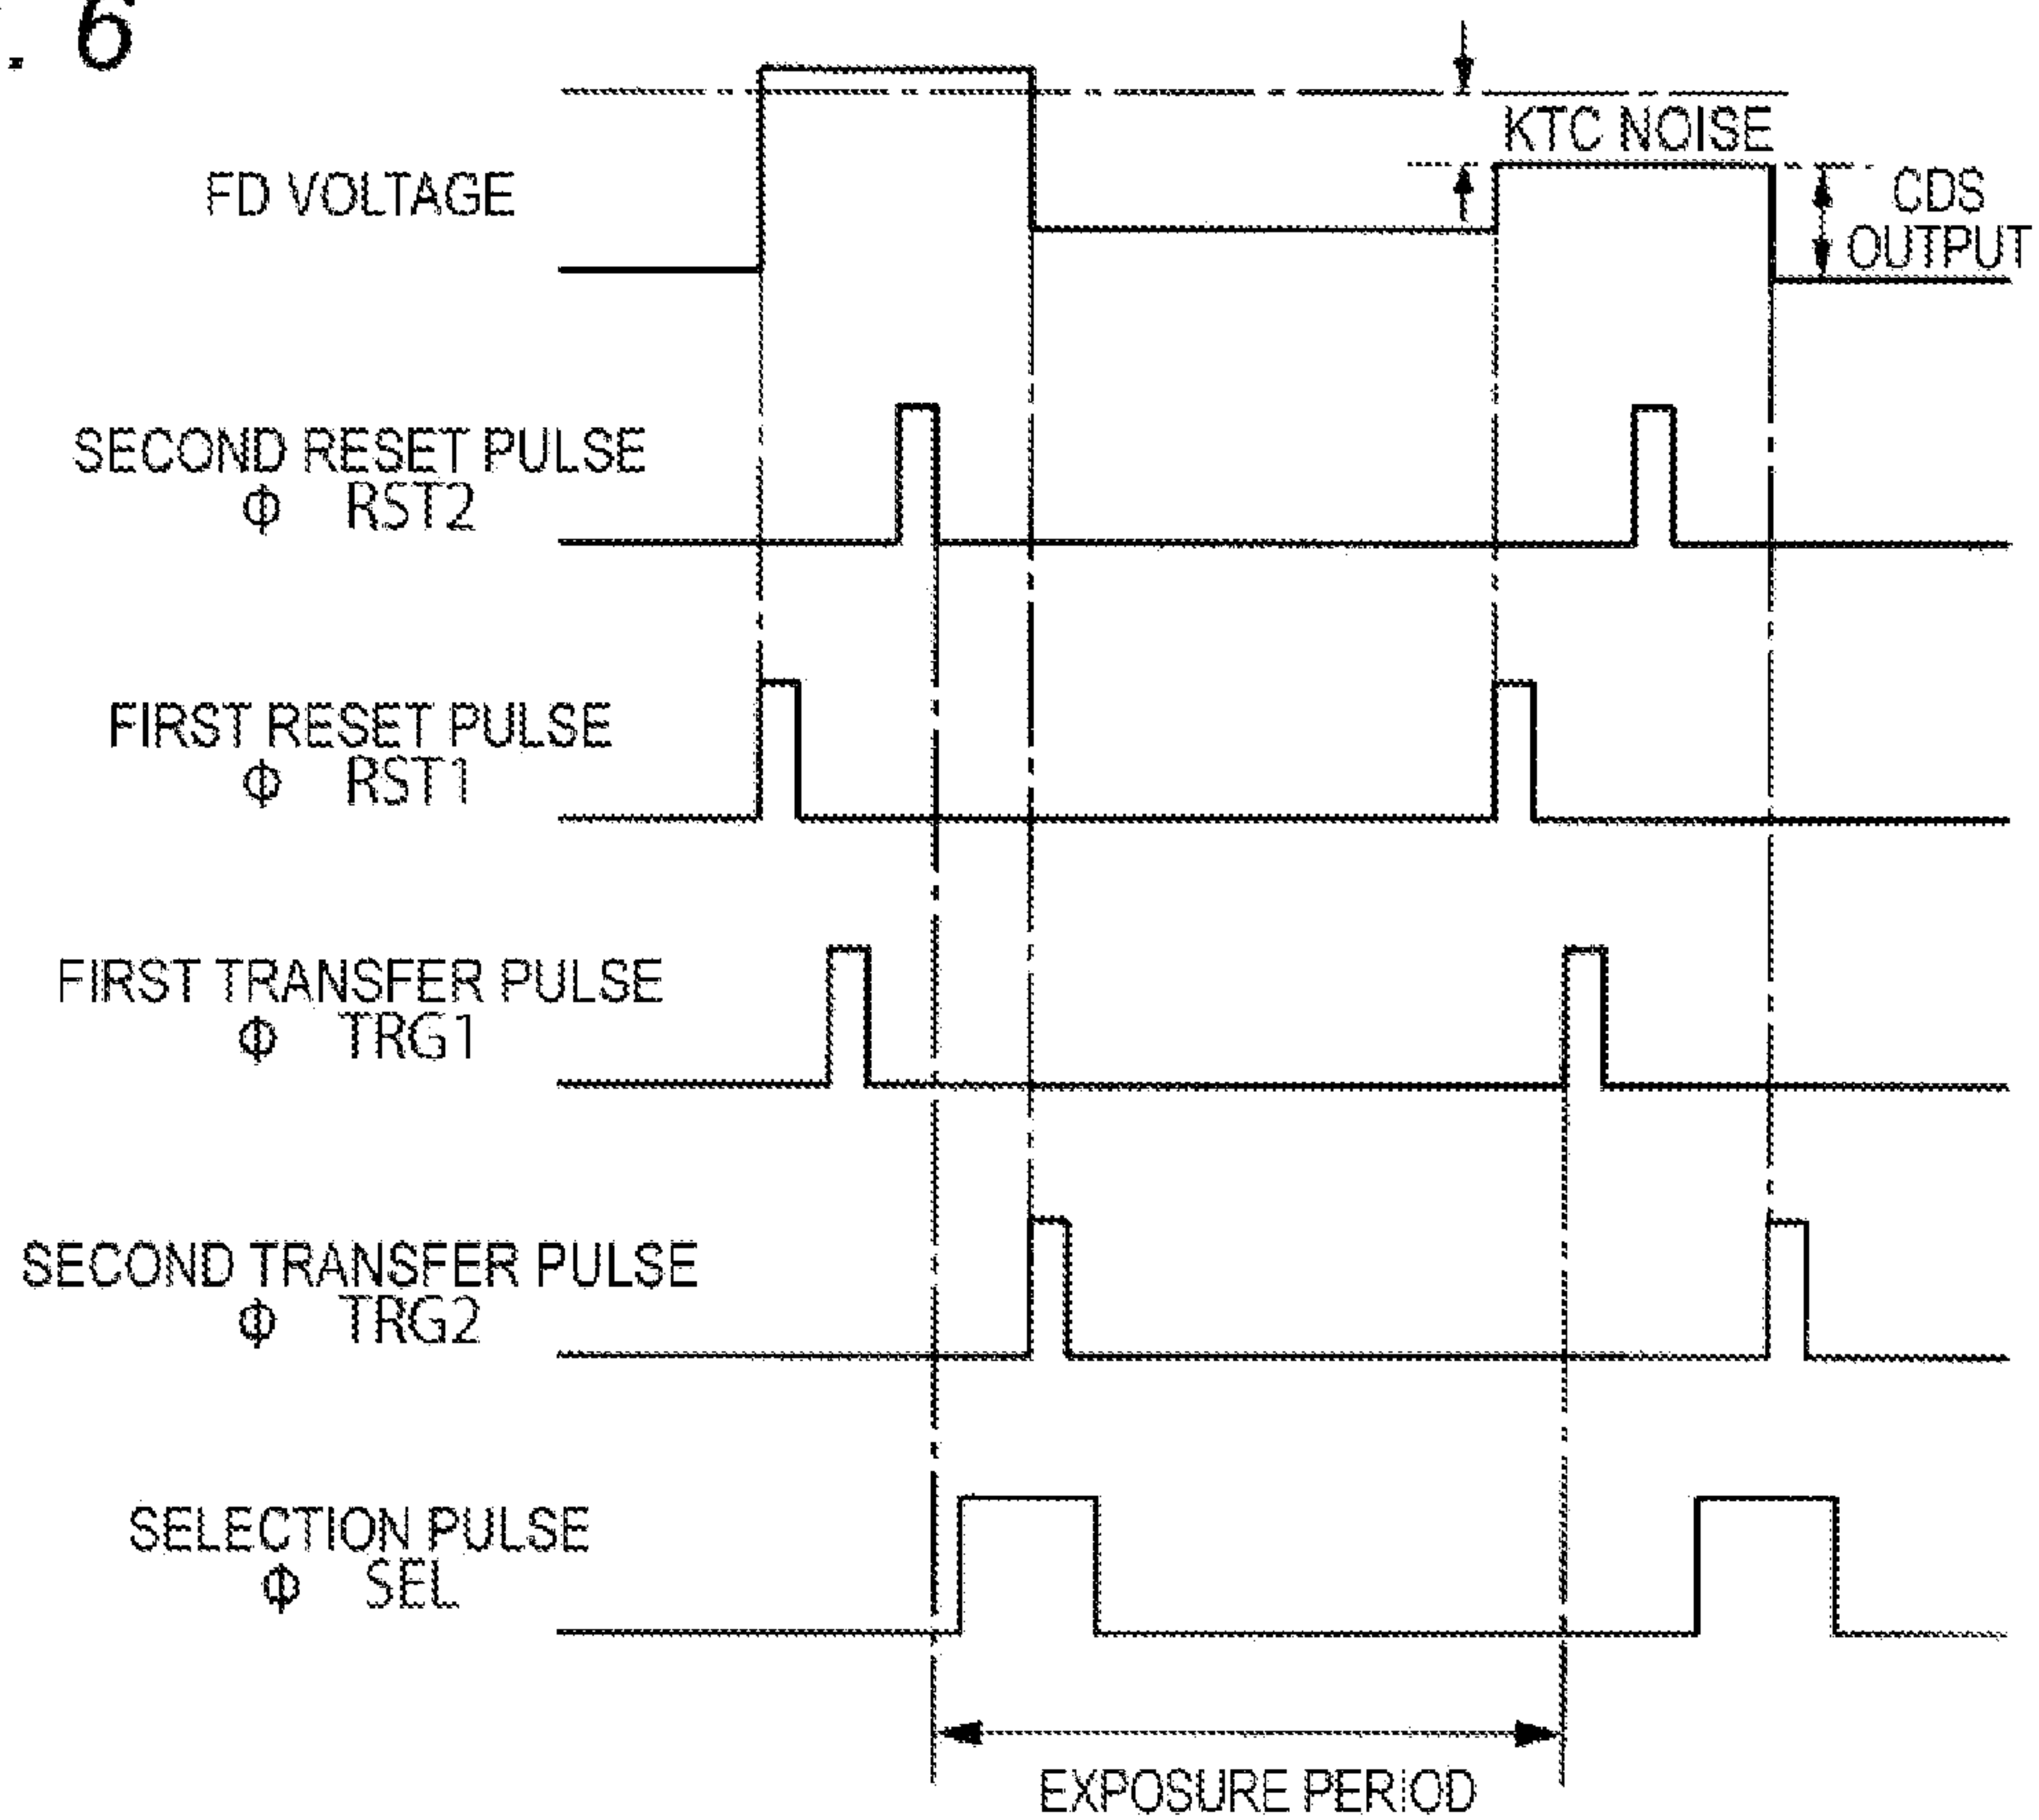 . 6
KTC NOISE
FD VOLTAGE
CDS
OUTPUT
SECOND RESET PULSE
Φ RST2
FIRST RESET PULSE
Φ RST1
FIRST TRANSFER PULSE
Φ TRG1
SECOND TRANSFER PULSE
Φ TRG2
SELECTION PULSE
Φ SEL
EXPOSURE PERIOD